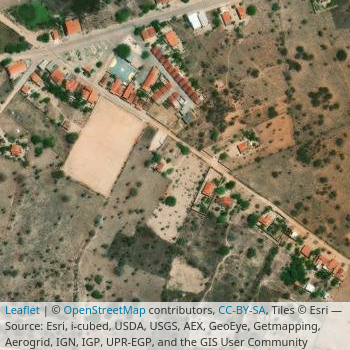 Leaflet | © OpenStreetMap contributors, CC-BY-SA, Tiles © Esri —
Source: Esri, i-cubed, USDA, USGS, AEX, GeoEye, Getmapping,
Aerogrid, IGN, IGP, UPR-EGP, and the GIS User Community